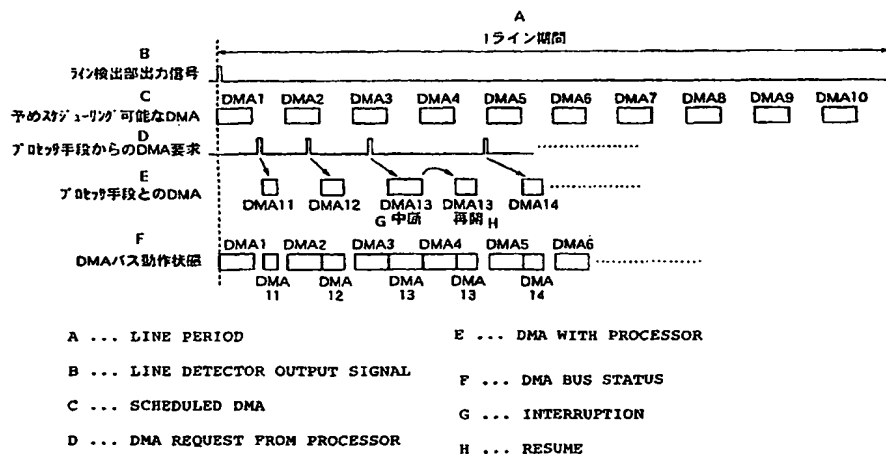 A
1ライン期間
B
ライン検出部出力信号
C
予めスケジューリング可能なDMA
DMA1 DMA2 DMA3 DMA4 DMA5 DMA6 DMA7 DMA8 DMA9 DMA10
D
プロセッサ手段からのDMA要求
E
プロセッサ手段とのDMA
DMA11 DMA12 DMA13 DMA13 DMA14
G 中断 再開 H
F
DMAバス動作状態
DMA1 DMA2 DMA3 DMA4 DMA5 DMA6
DMA 11 DMA 12 DMA 13 DMA 13 DMA 14
A ... LINE PERIOD
B ... LINE DETECTOR OUTPUT SIGNAL
C ... SCHEDULED DMA
D ... DMA REQUEST FROM PROCESSOR
E ... DMA WITH PROCESSOR
F ... DMA BUS STATUS
G ... INTERRUPTION
H ... RESUME